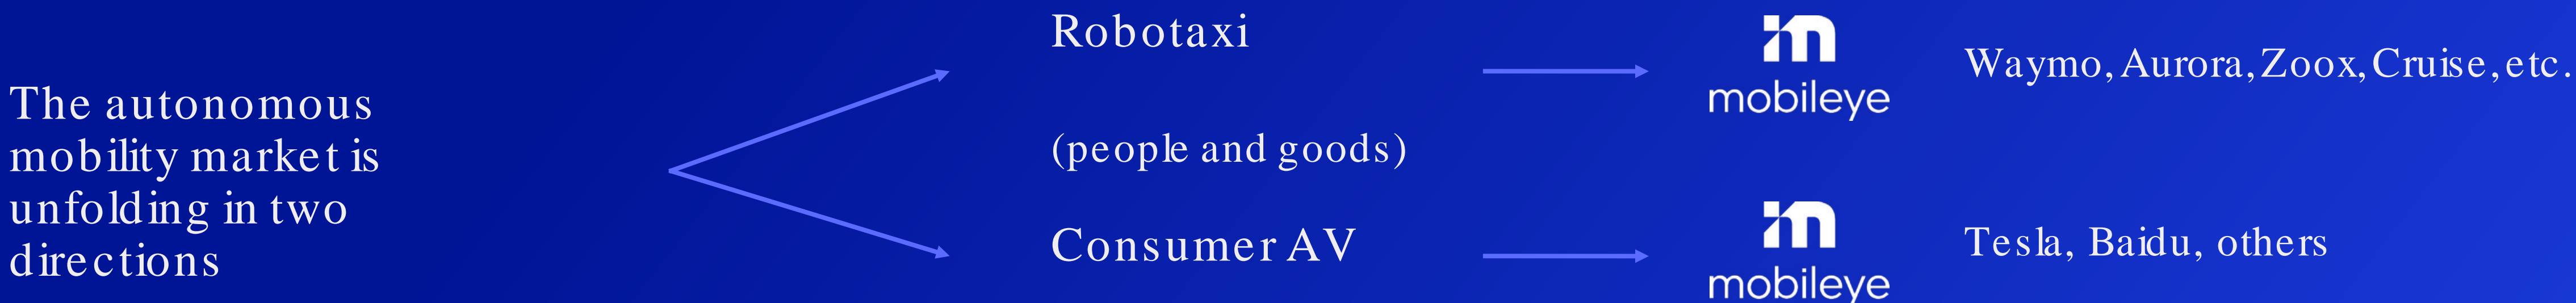 The autonomous
mobility market is
unfolding in two
directions
Robotaxi
(people and goods)
mobileye
Waymo, Aurora, Zoox, Cruise, etc.
Consumer AV
mobileye
Tesla, Baidu, others